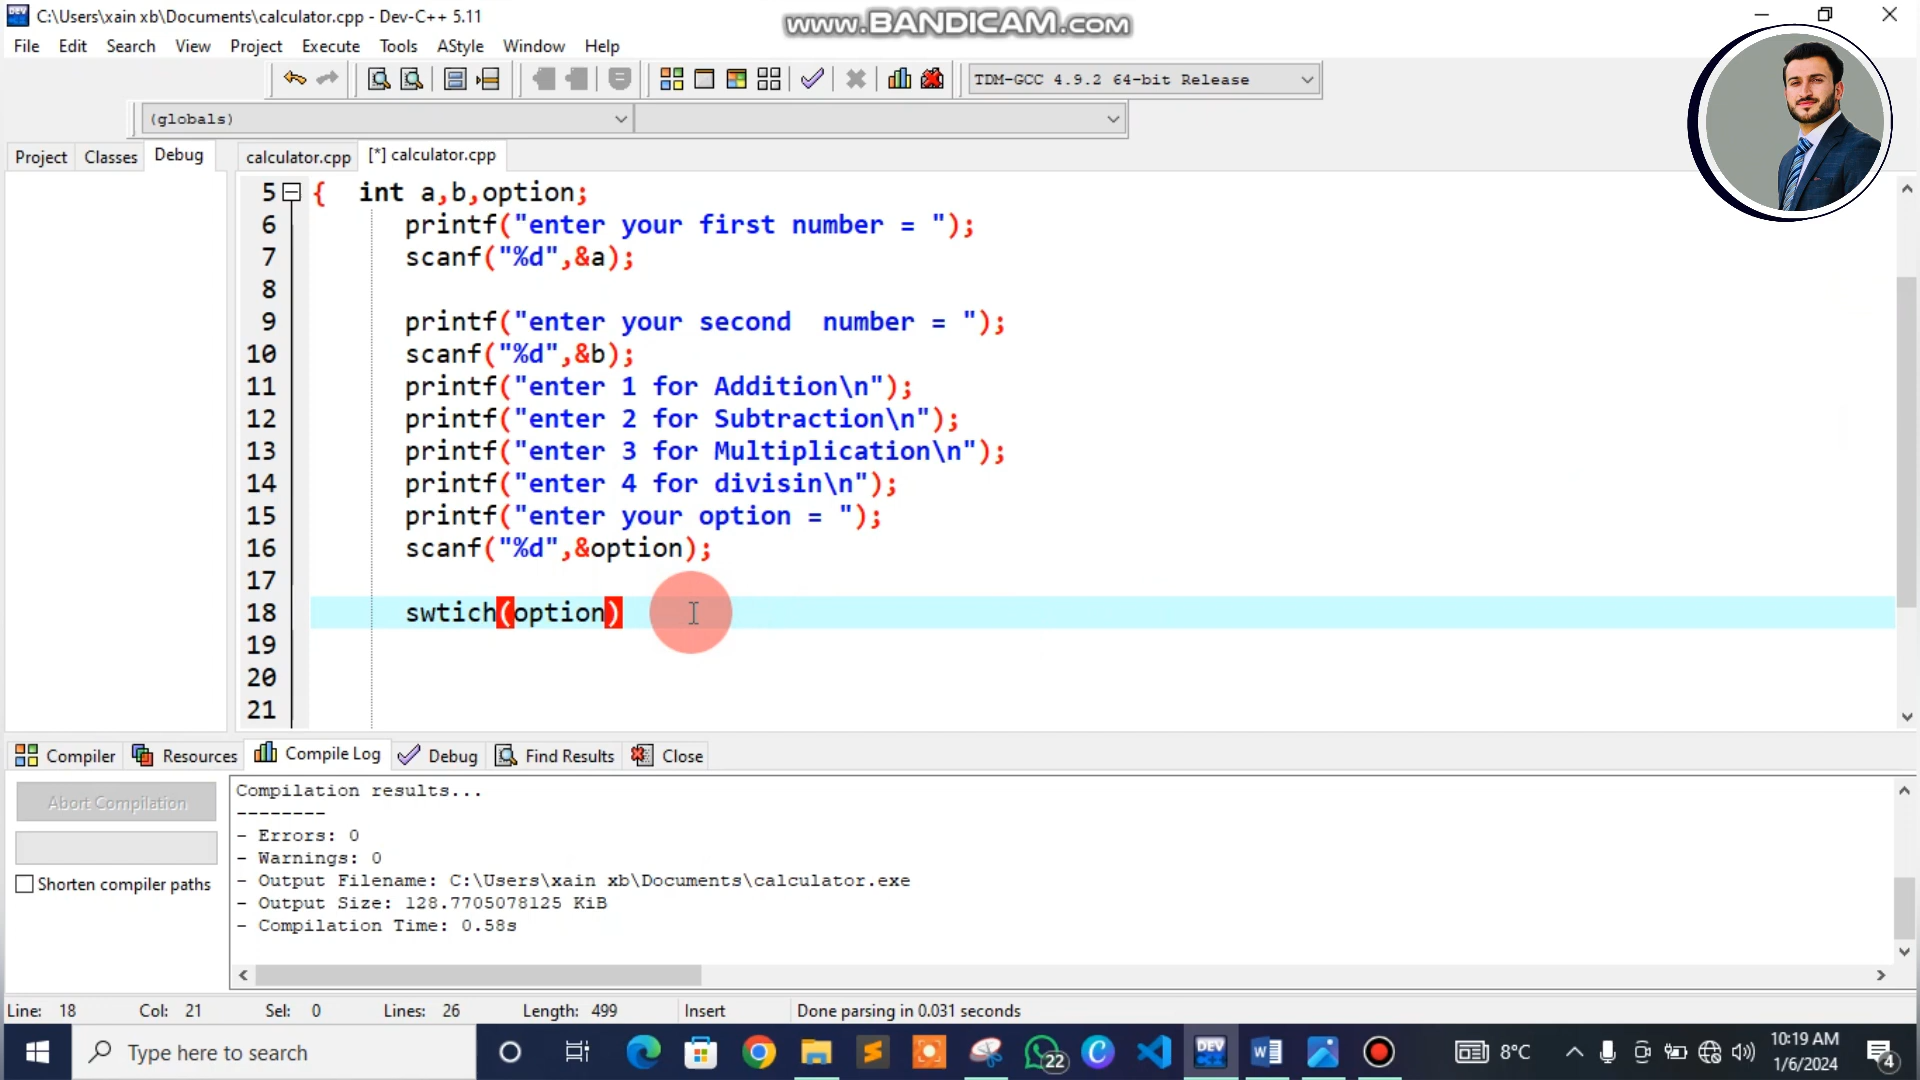 C:\Users\xain xb\Documents\calculator.cpp - Dev-C++ 5.11
www.BANDICAM.com
File Edit Search View Project Execute Tools AStyle Window Help
TDM-GCC 4.9.2 64-bit Release
(globals)
Project Classes Debug calculator.cpp [*] calculator.cpp
5 { int a,b,option;
6 printf("enter your first number = ");
7 scanf("%d",&a);
8
9 printf("enter your second  number = ");
10 scanf("%d",&b);
11 printf("enter 1 for Addition\n");
12 printf("enter 2 for Subtraction\n");
13 printf("enter 3 for Multiplication\n");
14 printf("enter 4 for divisin\n");
15 printf("enter your option = ");
16 scanf("%d",&option);
17
18 swtich(option)
19
20
21
Compiler Resources Compile Log Debug Find Results Close
Abort Compilation
Shorten compiler paths
Compilation results...
--------
- Errors: 0
- Warnings: 0
- Output Filename: C:\Users\xain xb\Documents\calculator.exe
- Output Size: 128.7705078125 KiB
- Compilation Time: 0.58s
Line: 18 Col: 21 Sel: 0 Lines: 26 Length: 499 Insert Done parsing in 0.031 seconds
Type here to search
22
DEV
8°C
10:19 AM
1/6/2024
4